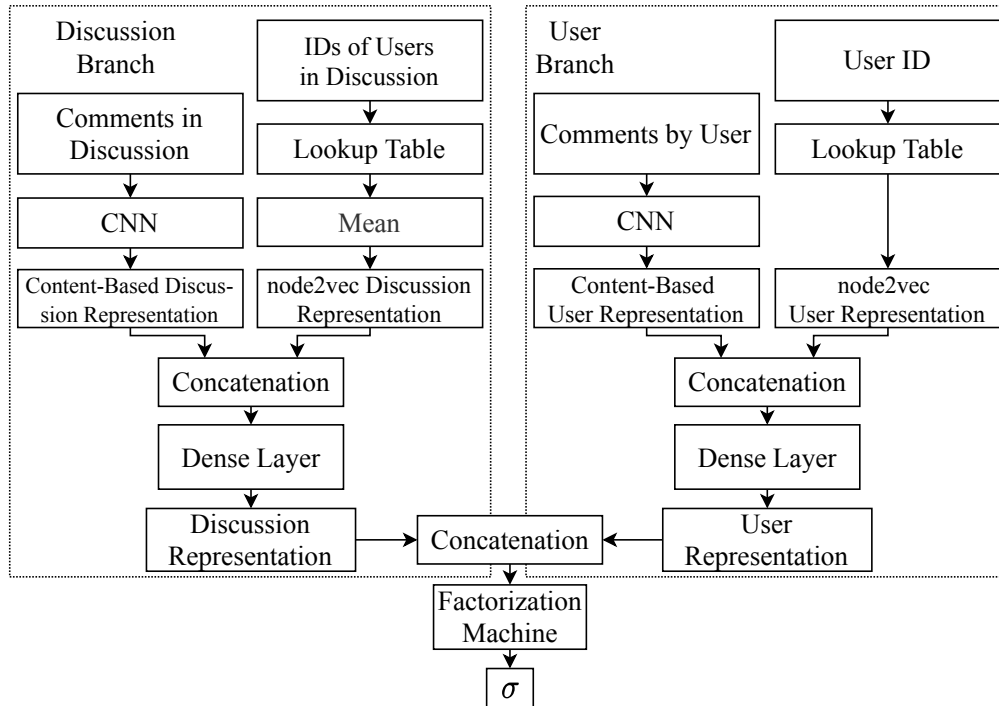 Discussion
Branch
IDs of Users
in Discussion
Comments in
Discussion
Lookup Table
CNN
Mean
Content-Based Discus-
sion Representation
node2vec Discussion
Representation
Concatenation
Dense Layer
Discussion
Representation
User
Branch
User ID
Comments by User
Lookup Table
CNN
Content-Based
User Representation
node2vec
User Representation
Concatenation
Dense Layer
User
Representation
Concatenation
Factorization
Machine
σ